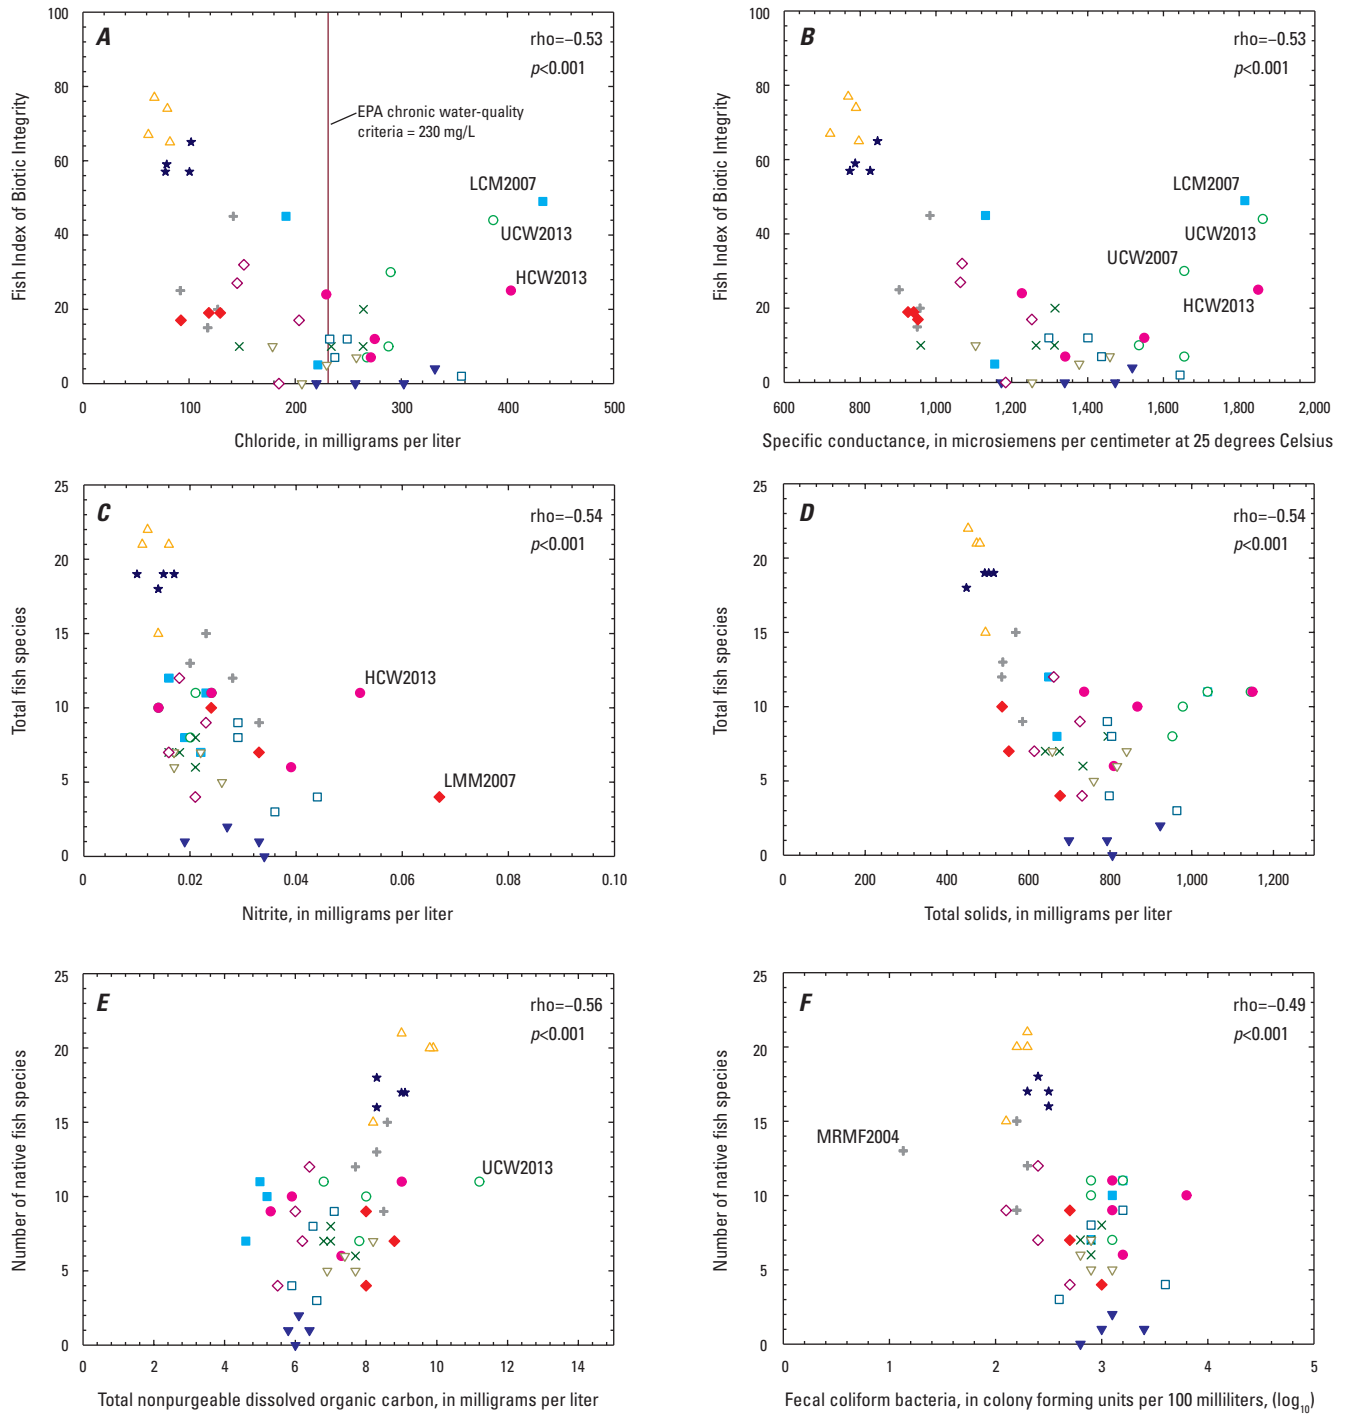 A
rho=−0.53
p<0.001
EPA chronic water-quality
criteria = 230 mg/L
LCM2007
UCW2013
HCW2013
Fish Index of Biotic Integrity
100
80
60
40
20
0
0 100 200 300 400 500
Chloride, in milligrams per liter
B
rho=−0.53
p<0.001
LCM2007
UCW2013
UCW2007
HCW2013
Fish Index of Biotic Integrity
100
80
60
40
20
0
600 800 1,000 1,200 1,400 1,600 1,800 2,000
Specific conductance, in microsiemens per centimeter at 25 degrees Celsius
C
rho=−0.54
p<0.001
HCW2013
LMM2007
Total fish species
25
20
15
10
5
0
0 0.02 0.04 0.06 0.08 0.10
Nitrite, in milligrams per liter
D
rho=−0.54
p<0.001
Total fish species
25
20
15
10
5
0
0 200 400 600 800 1,000 1,200
Total solids, in milligrams per liter
E
rho=−0.56
p<0.001
UCW2013
Number of native fish species
25
20
15
10
5
0
0 2 4 6 8 10 12 14
Total nonpurgeable dissolved organic carbon, in milligrams per liter
F
rho=−0.49
p<0.001
MRMF2004
Number of native fish species
25
20
15
10
5
0
0 1 2 3 4 5
Fecal coliform bacteria, in colony forming units per 100 milliliters, (log10)